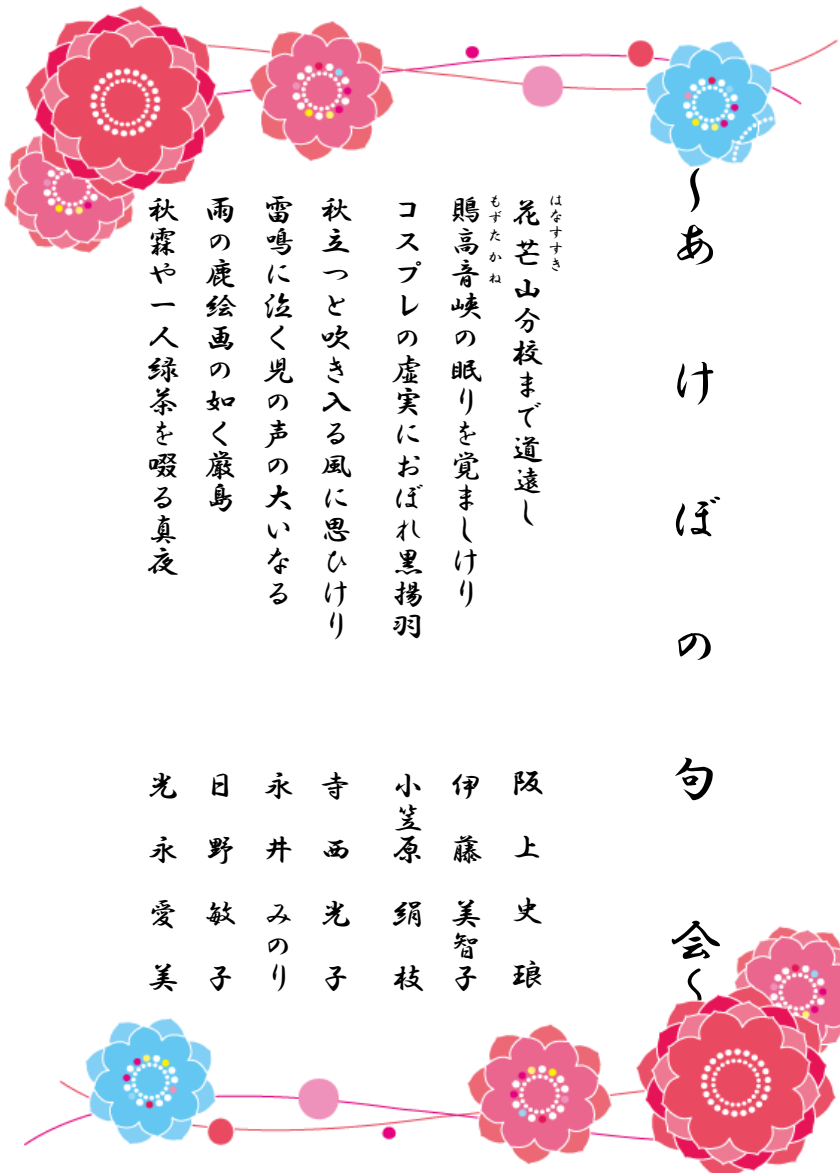 ～あけぼの句会～
はなすすき
花芒山分校まで道遠し
阪上史琅
もずたかね
鵙高音峡の眠りを覚ましけり
伊藤美智子
コスプレの虚実におぼれ黒揚羽
小笠原絹枝
秋立つと吹き入る風に思ひけり
寺西光子
雷鳴に泣く児の声の大いなる
永井みのり
雨の鹿絵画の如く厳島
日野敏子
秋霖や一人緑茶を啜る真夜
光永愛美